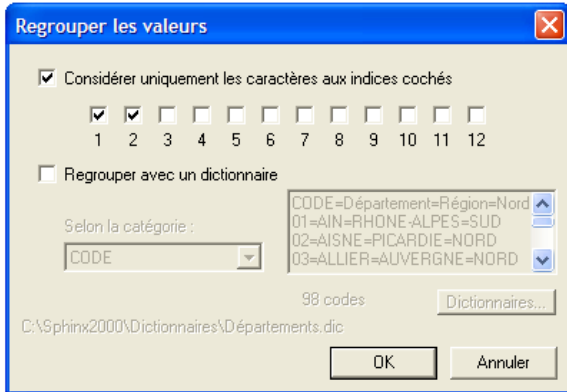 Regrouper les valeurs
Considérer uniquement les caractères aux indices cochés
1 2 3 4 5 6 7 8 9 10 11 12
Regrouper avec un dictionnaire
CODE=Département=Région=Nord
01=AIN=RHONE-ALPES=SUD
02=AISNE=PICARDIE=NORD
03=ALLIER=AUVERGNE=NORD
Selon la catégorie :
CODE
98 codes
Dictionnaires...
C:\Sphinx2000\Dictionnaires\Départements.dic
OK
Annuler